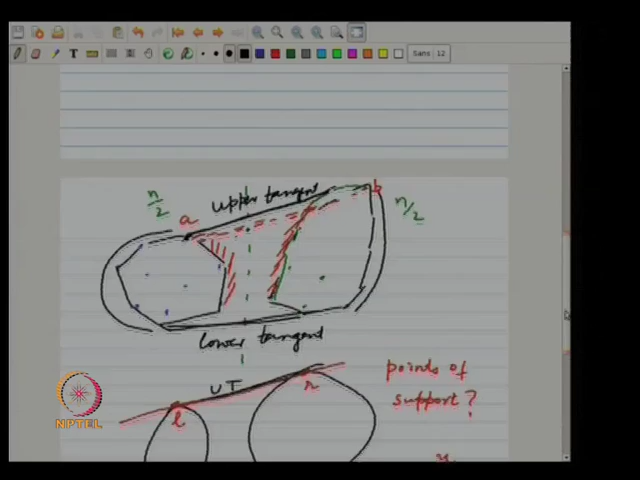 Sans 12
n/2
upper tangent
a
b
n/2
lower tangent
UT
l
r
points of
support?
NPTEL